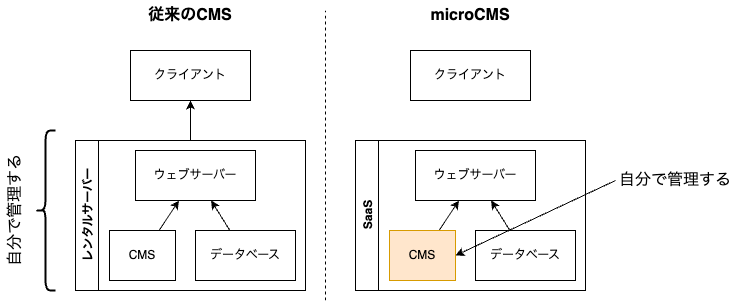 従来のCMS
クライアント
自分で管理する
レンタルサーバー
ウェブサーバー
CMS
データベース
microCMS
クライアント
SaaS
ウェブサーバー
CMS
データベース
自分で管理する